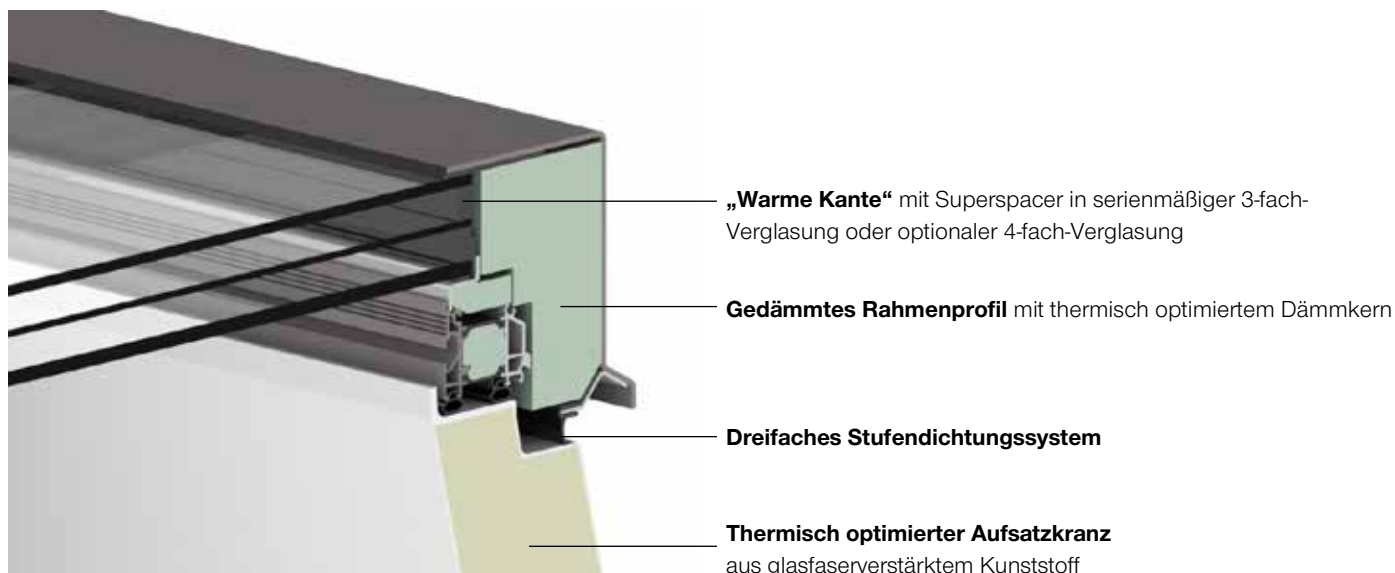 „Warme Kante“ mit Superspacer in serienmäßiger 3-fach-
Verglasung oder optionaler 4-fach-Verglasung
Gedämmtes Rahmenprofil mit thermisch optimiertem Dämmkern
Dreifaches Stufendichtungssystem
Thermisch optimierter Aufsatzkranz
aus glasfaserverstärktem Kunststoff